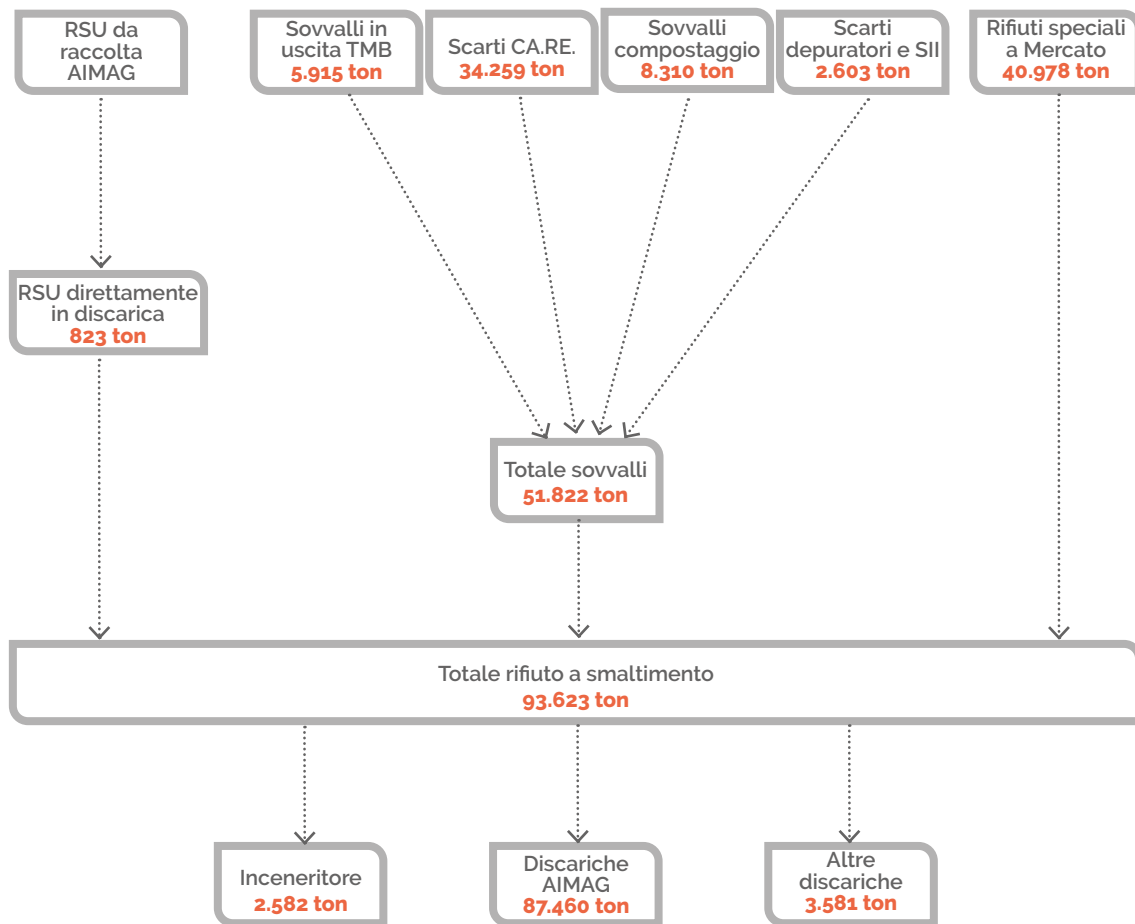 RSU da
raccolta
AIMAG
Sovvalli in
uscita TMB
5.915 ton
Scarti CA.RE.
34.259 ton
Sovvalli
compostaggio
8.310 ton
Scarti
depuratori e SII
2.603 ton
Rifiuti speciali
a Mercato
40.978 ton
RSU direttamente
in discarica
823 ton
Totale sovvalli
51.822 ton
Totale rifiuto a smaltimento
93.623 ton
Inceneritore
2.582 ton
Discariche
AIMAG
87.460 ton
Altre
discariche
3.581 ton